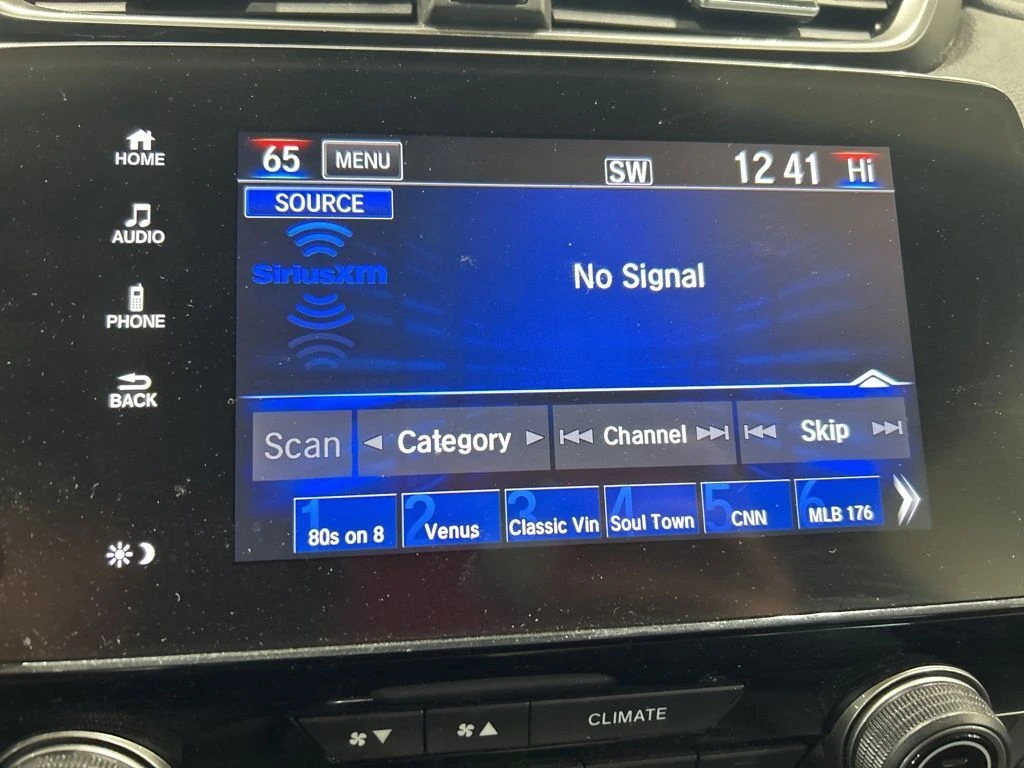 HOME
AUDIO
PHONE
BACK
65 MENU SW 12 41 Hi
SOURCE
SiriusXM
No Signal
Scan Category Channel Skip
1 80s on 8
2 Venus
3 Classic Vin
4 Soul Town
5 CNN
6 MLB 176
CLIMATE